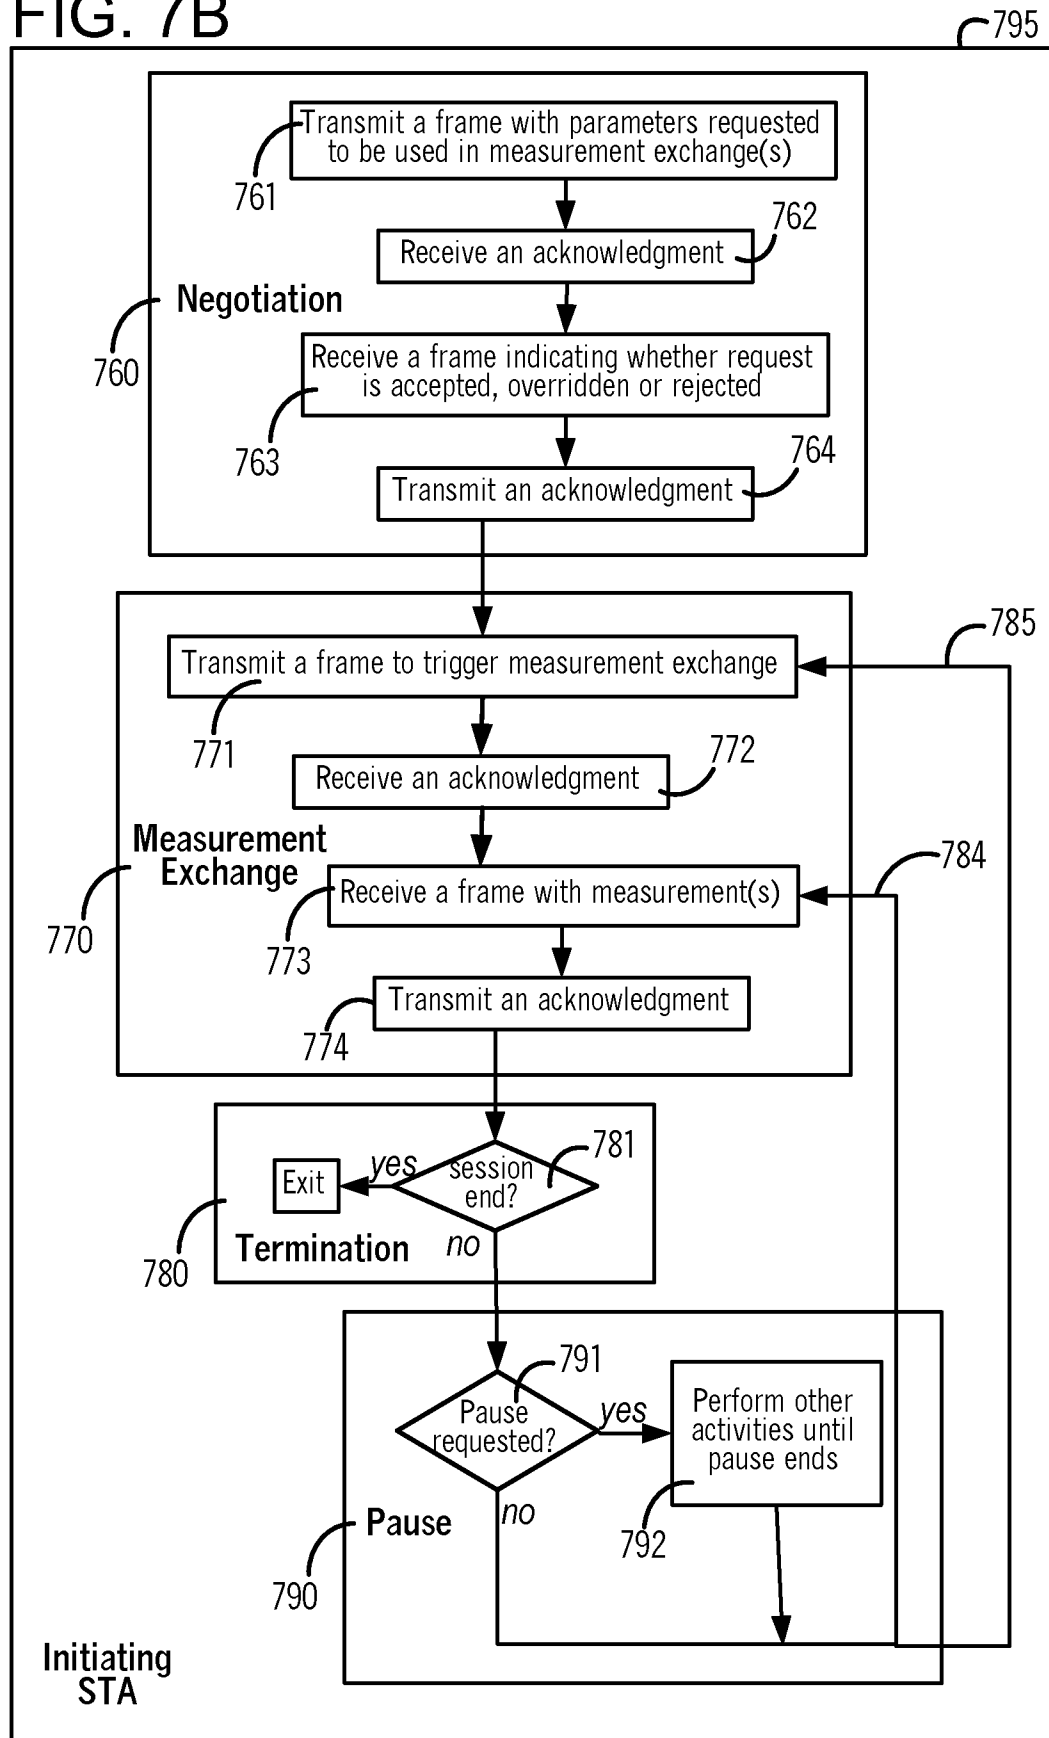 FIG. 7B
795
Transmit a frame with parameters requested
to be used in measurement exchange(s)
761
762
Receive an acknowledgment
Negotiation
760
Receive a frame indicating whether request
is accepted, overridden or rejected
763
764
Transmit an acknowledgment
785
Transmit a frame to trigger measurement exchange
771
772
Receive an acknowledgment
Measurement
Exchange
784
770
Receive a frame with measurement(s)
773
Transmit an acknowledgment
774
781
session
end?
yes
Exit
780
Termination
no
791
Pause
requested?
yes
Perform other
activities until
pause ends
no
792
Pause
790
Initiating
STA